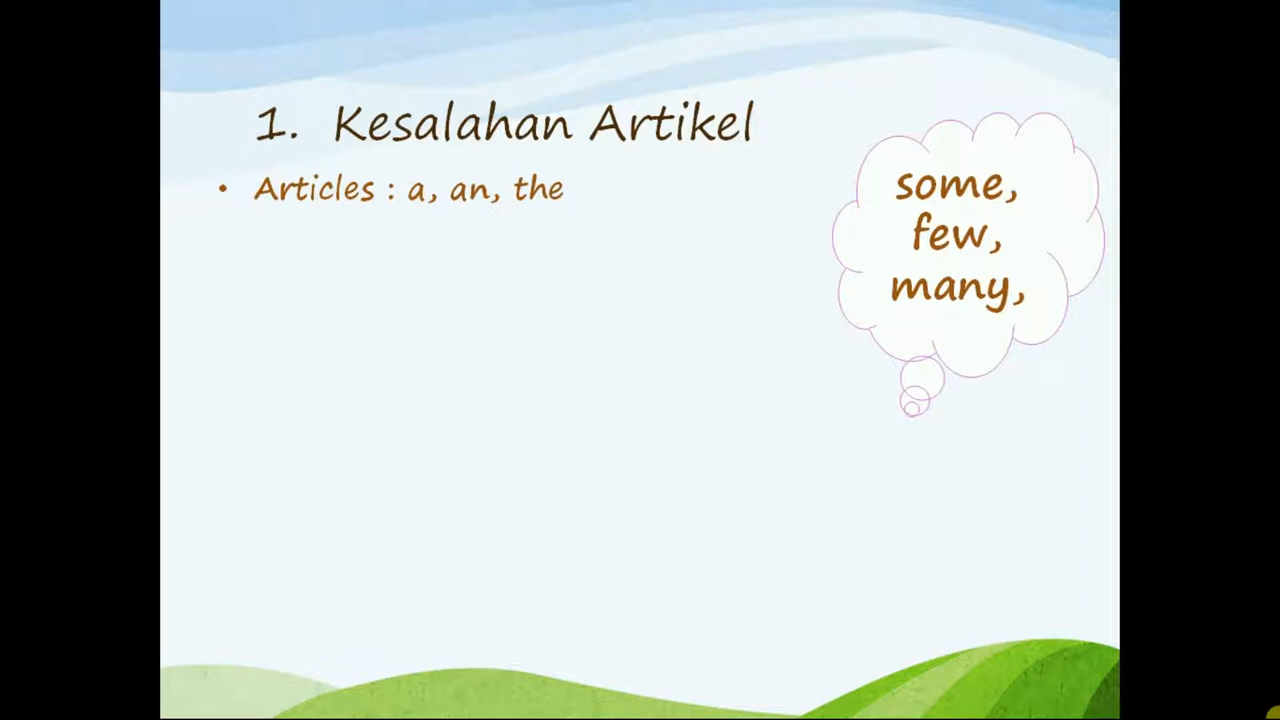 1. Kesalahan Artikel
• Articles : a, an, the
some,
few,
many,